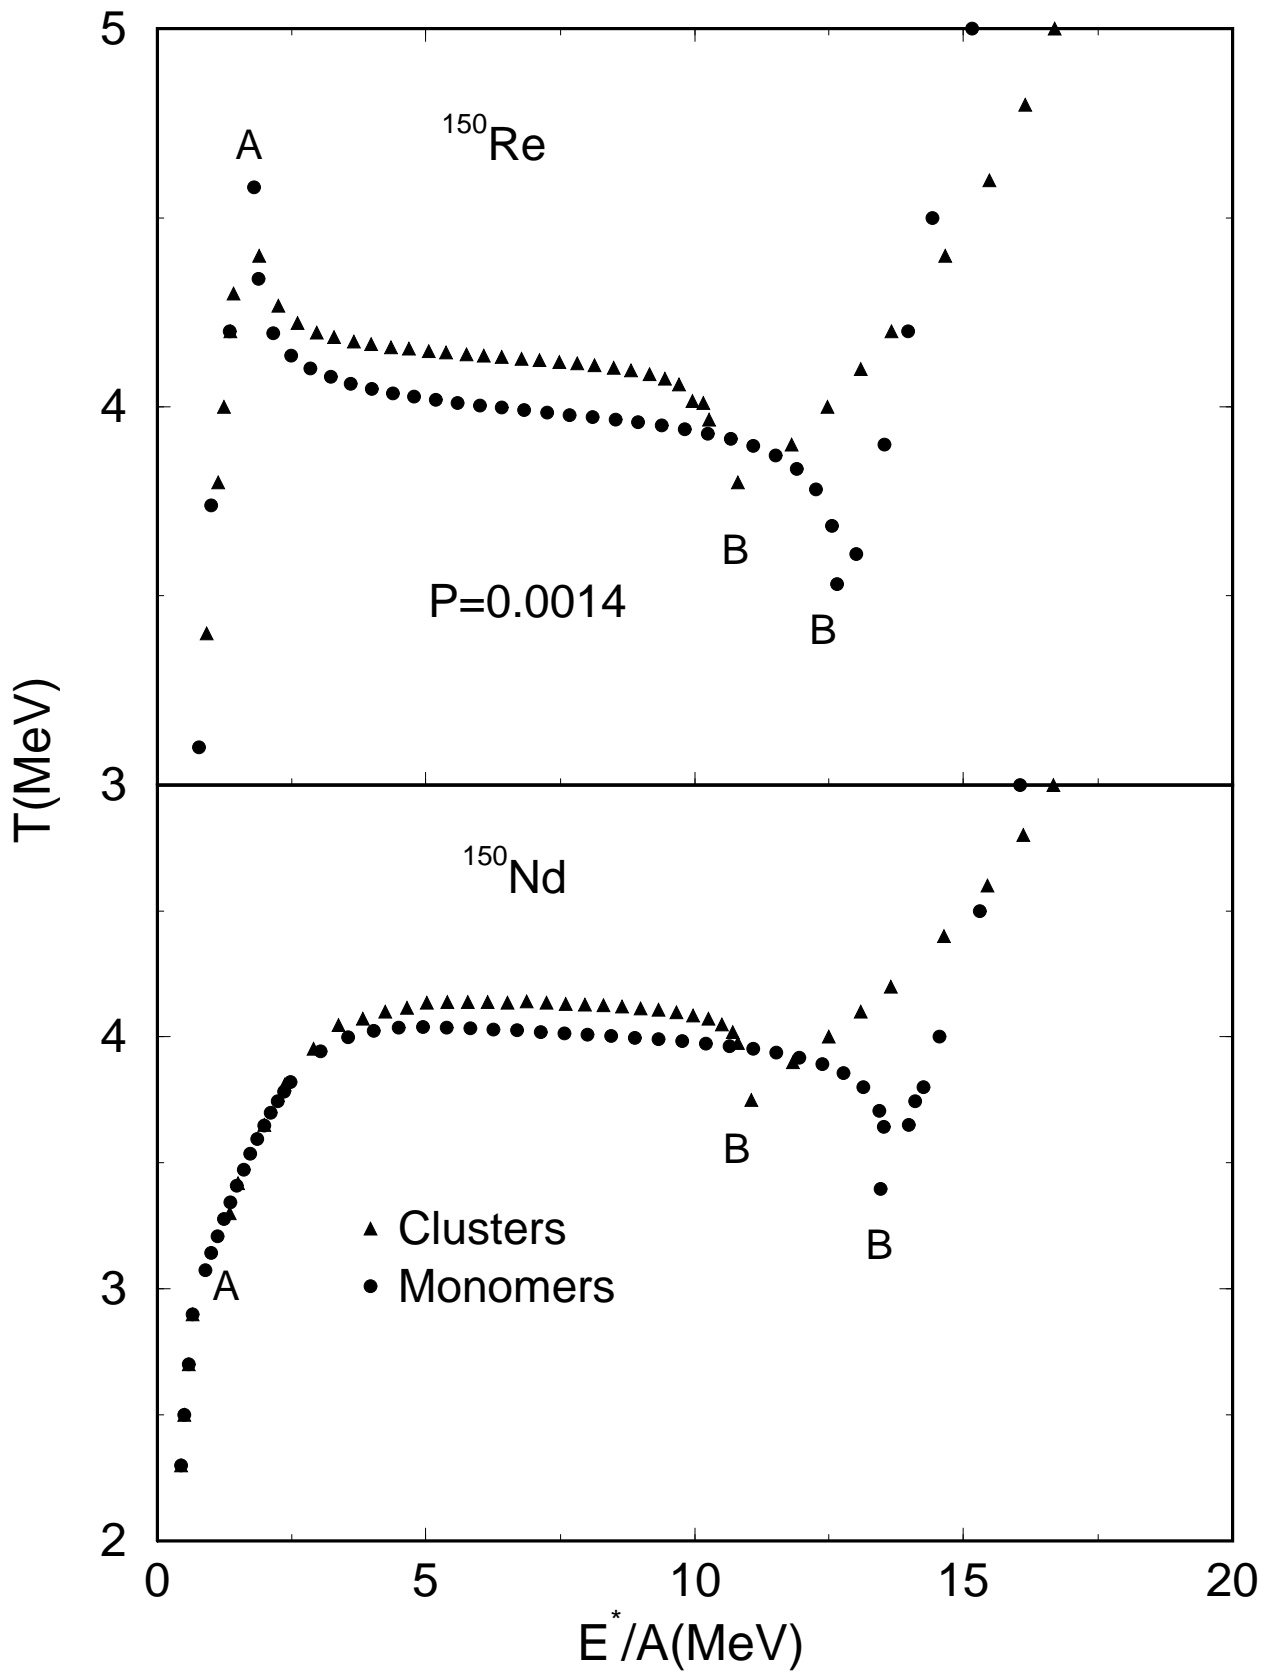 5
A
150Re
4
B
P=0.0014
B
T(MeV)
3
150Nd
4
B
▲ Clusters
B
A
● Monomers
3
2
0 5 10 15 20
E*/A(MeV)